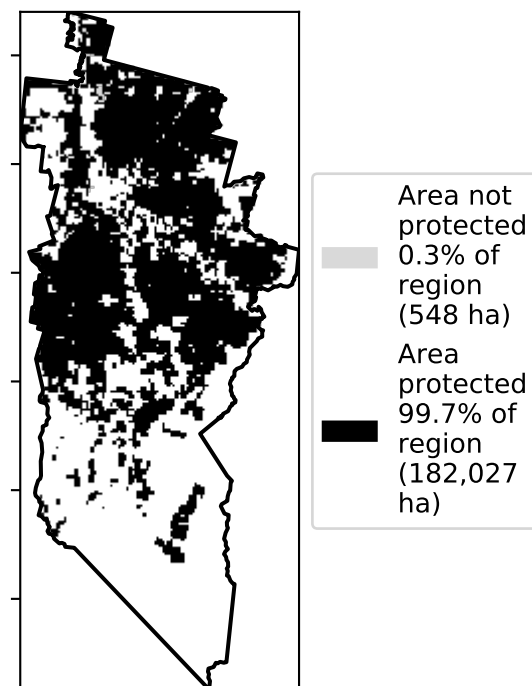 Area not
protected
0.3% of
region
(548 ha)
Area
protected
99.7% of
region
(182,027
ha)